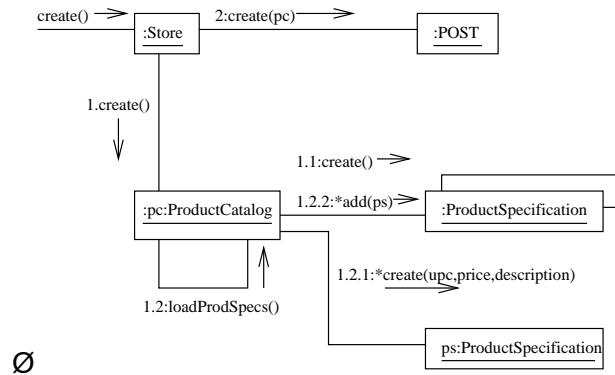 create()
:Store
2:create(pc)
:POST
1.create()
1.1:create()
:pc:ProductCatalog
1.2.2:*add(ps)
:ProductSpecification
1.2.1:*create(upc,price,description)
1.2:loadProdSpecs()
ps:ProductSpecification
Ø